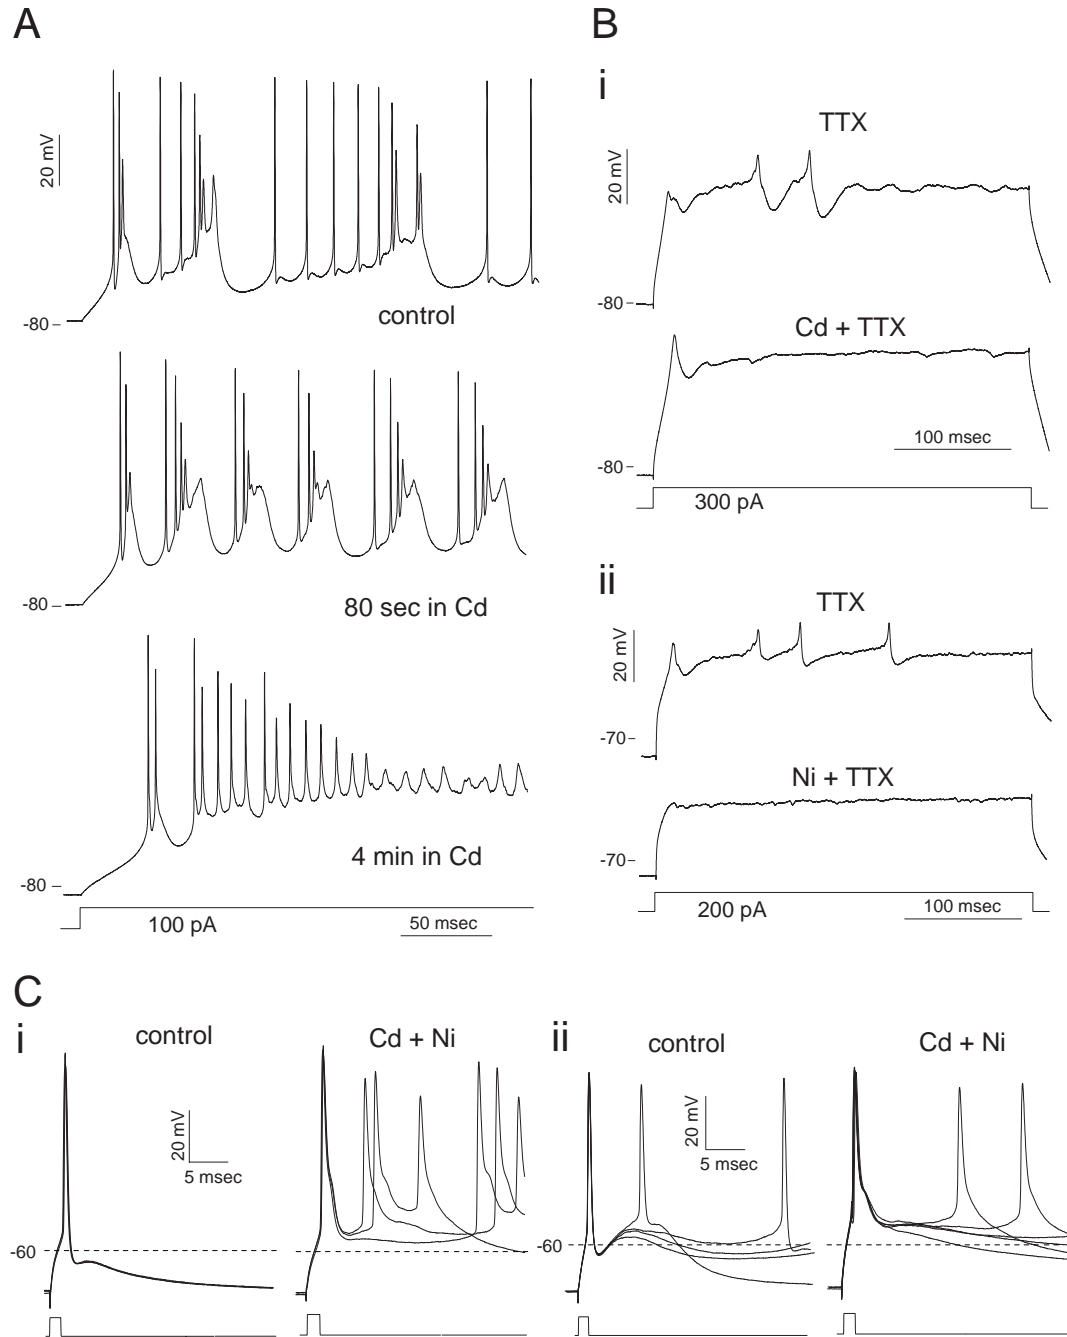 A
20 mV
control
-80
80 sec in Cd
-80
4 min in Cd
-80
100 pA
50 msec
B
i
TTX
20 mV
-80
Cd + TTX
100 msec
-80
300 pA
ii
TTX
20 mV
-70
Ni + TTX
-70
200 pA
100 msec
C
i
control
Cd + Ni
20 mV
5 msec
-60
ii
control
Cd + Ni
20 mV
5 msec
-60